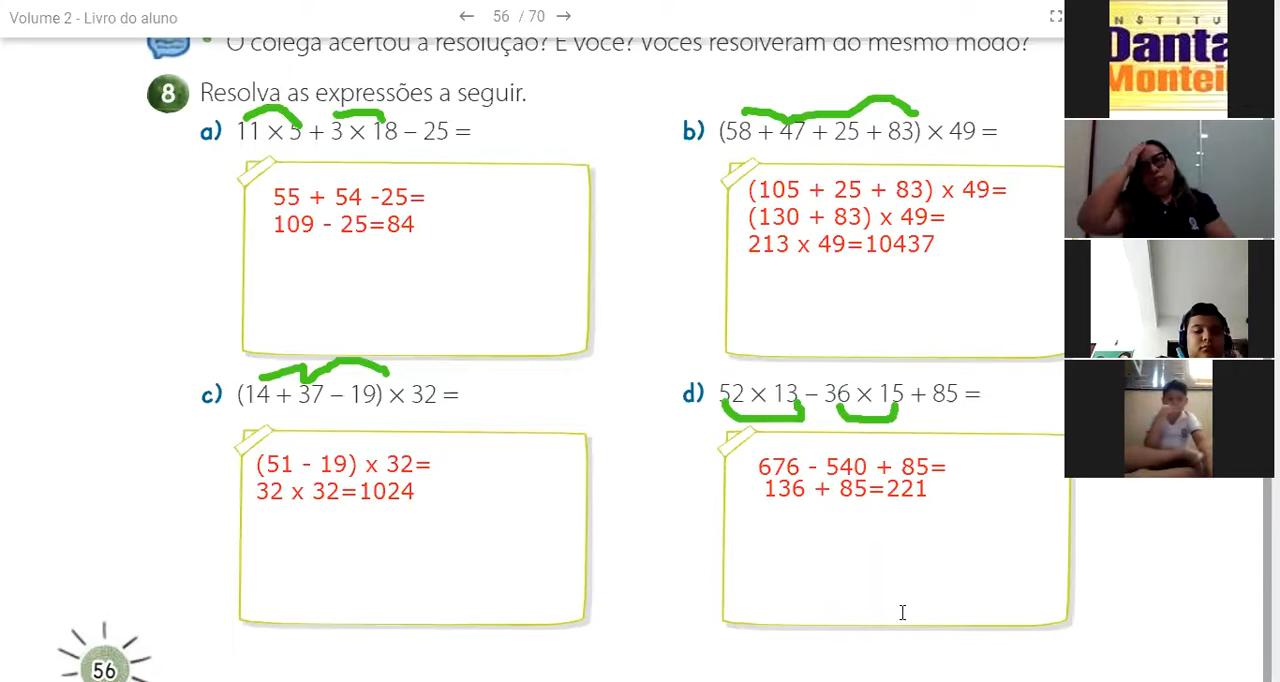 Volume 2 - Livro do aluno
← 56 / 70 →
O colega acertou a resolução? E você? Vocês resolveram do mesmo modo?
8 Resolva as expressões a seguir.
a) 11 × 5 + 3 × 18 – 25 =
55 + 54 -25=
109 - 25=84
b) (58 + 47 + 25 + 83) × 49 =
(105 + 25 + 83) x 49=
(130 + 83) x 49=
213 x 49=10437
c) (14 + 37 – 19) × 32 =
(51 - 19) x 32=
32 x 32=1024
d) 52 × 13 – 36 × 15 + 85 =
676 - 540 + 85=
136 + 85=221
56
NSTITU
Danta
Montei